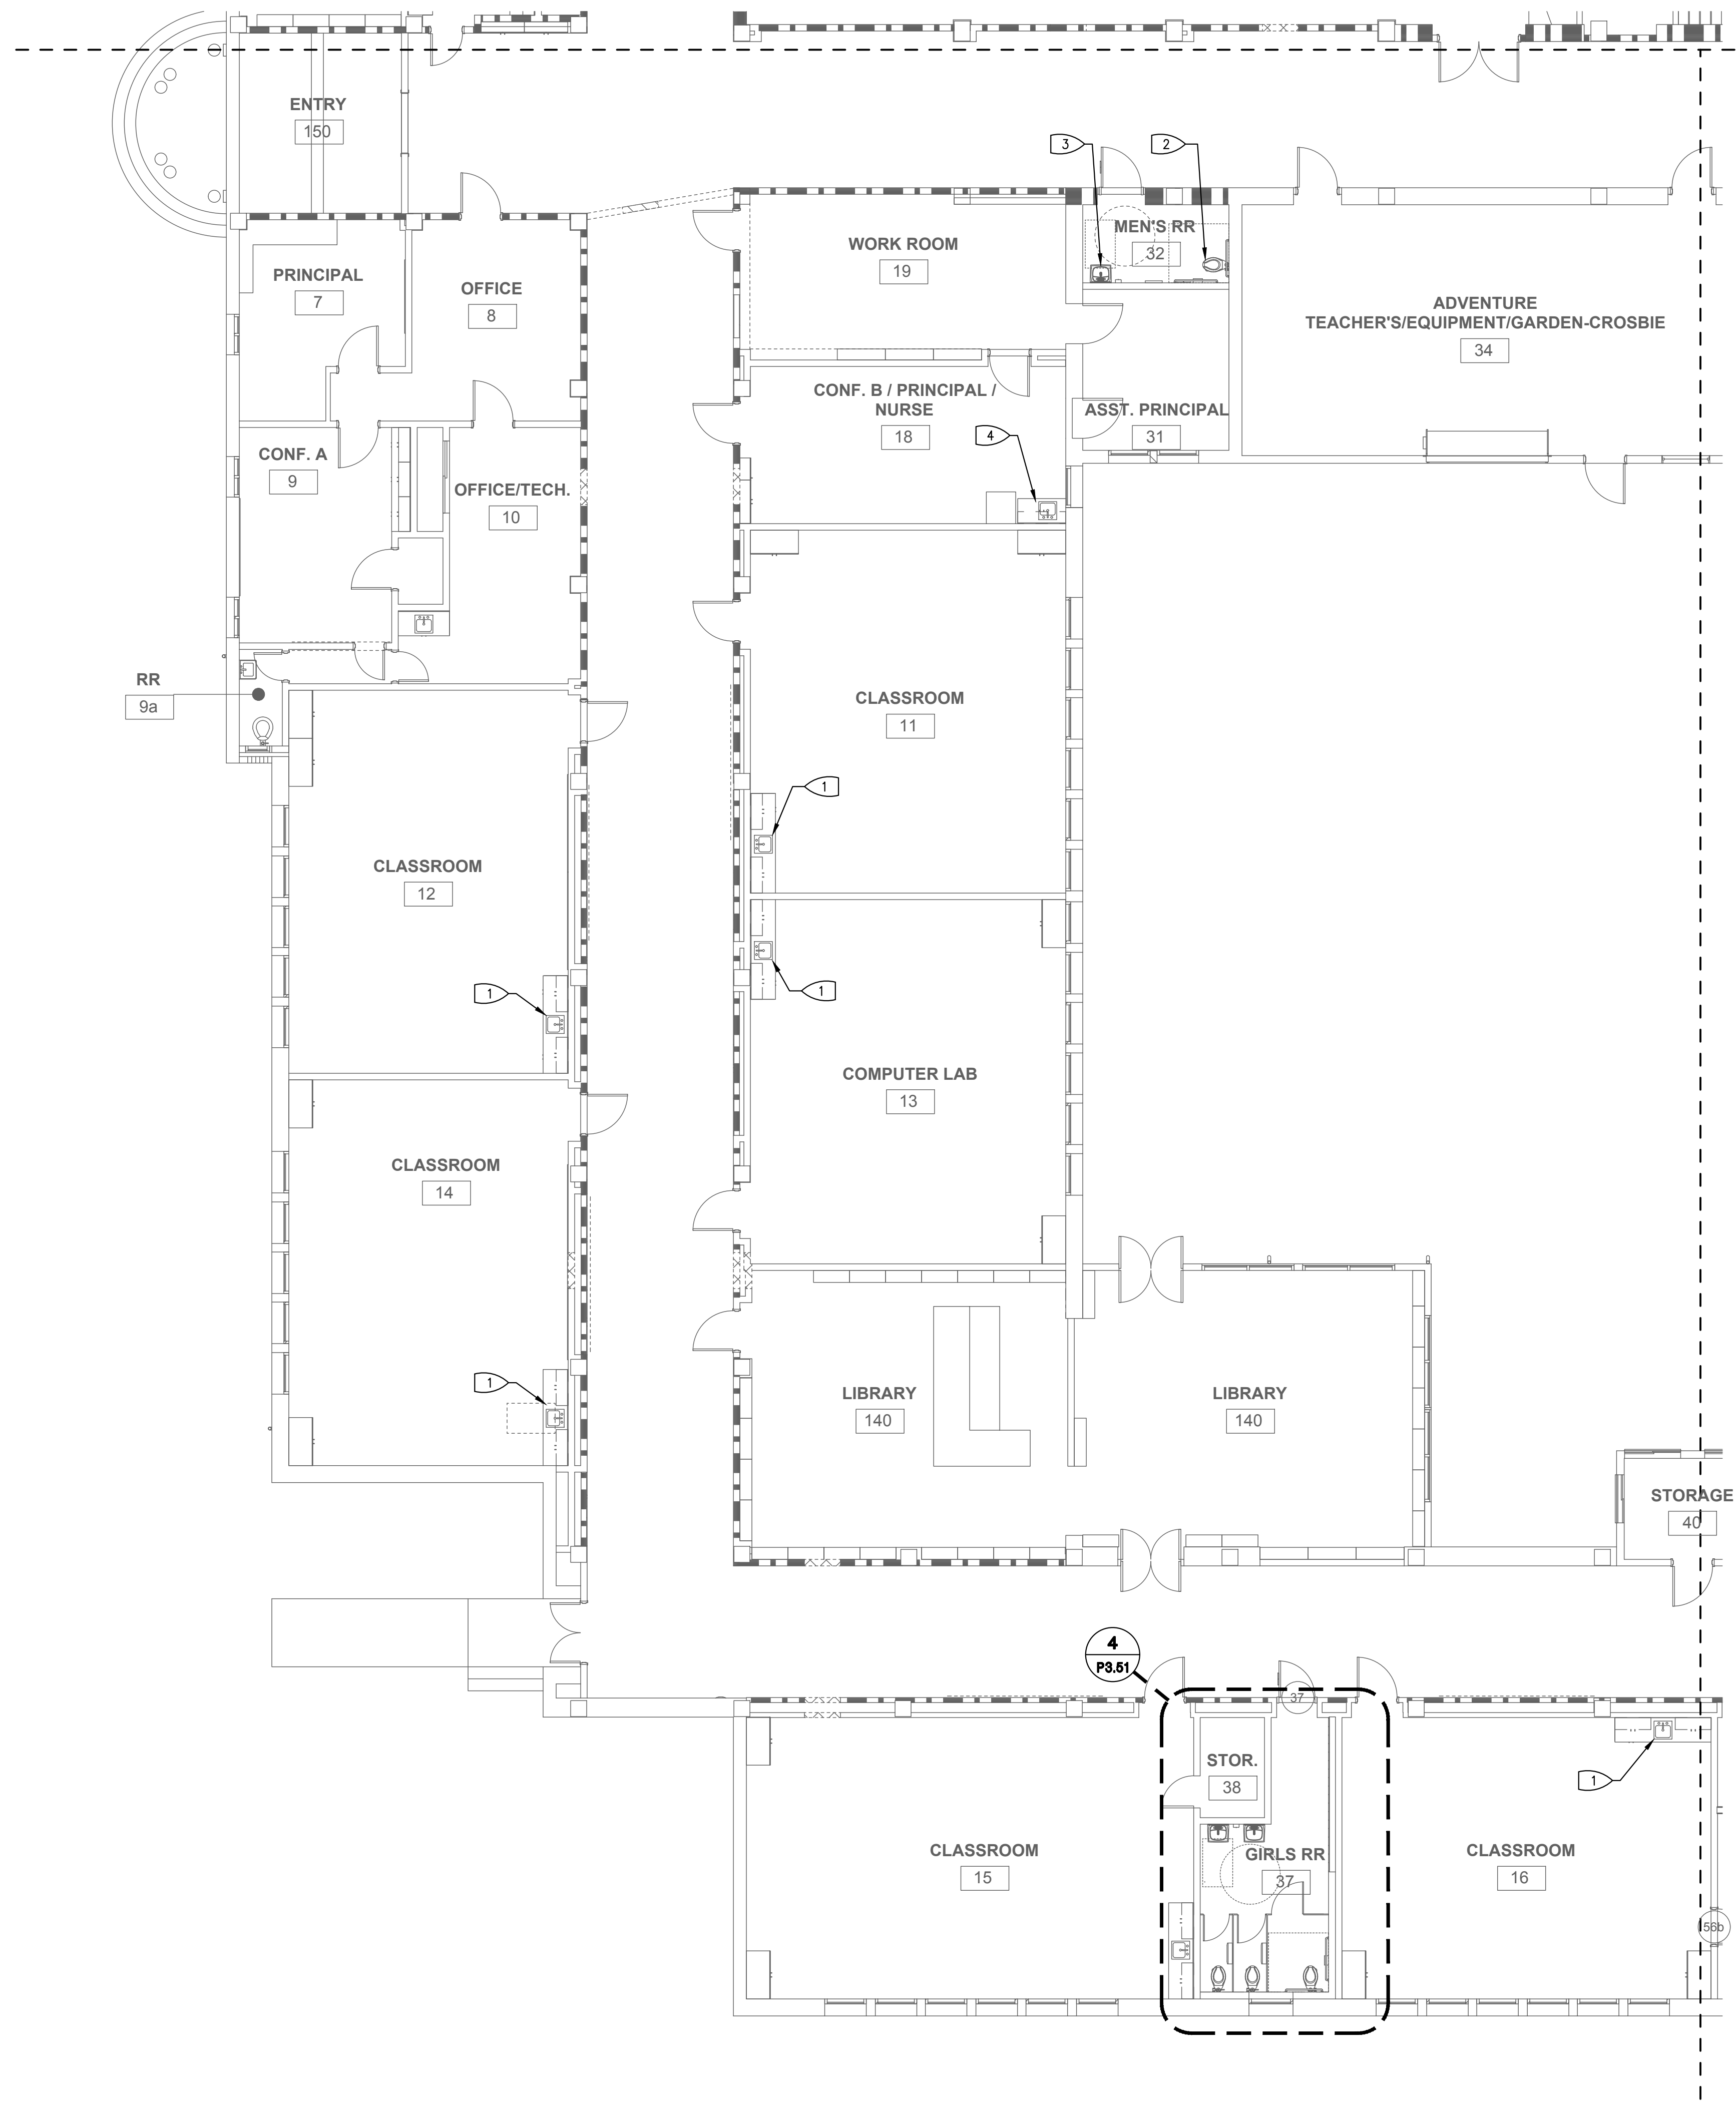 ENTRY
150
3
2
MEN'S RR
32
WORK ROOM
19
PRINCIPAL
7
OFFICE
8
ADVENTURE
TEACHER'S/EQUIPMENT/GARDEN-CROSBIE
34
CONF. B / PRINCIPAL /
NURSE
18
4
ASST. PRINCIPAL
31
CONF. A
9
OFFICE/TECH.
10
RR
9a
CLASSROOM
11
1
CLASSROOM
12
1
1
COMPUTER LAB
13
CLASSROOM
14
1
LIBRARY
140
LIBRARY
140
STORAGE
40
4
P3.51
37
STOR.
38
1
GIRLS RR
37
CLASSROOM
15
CLASSROOM
16
156b